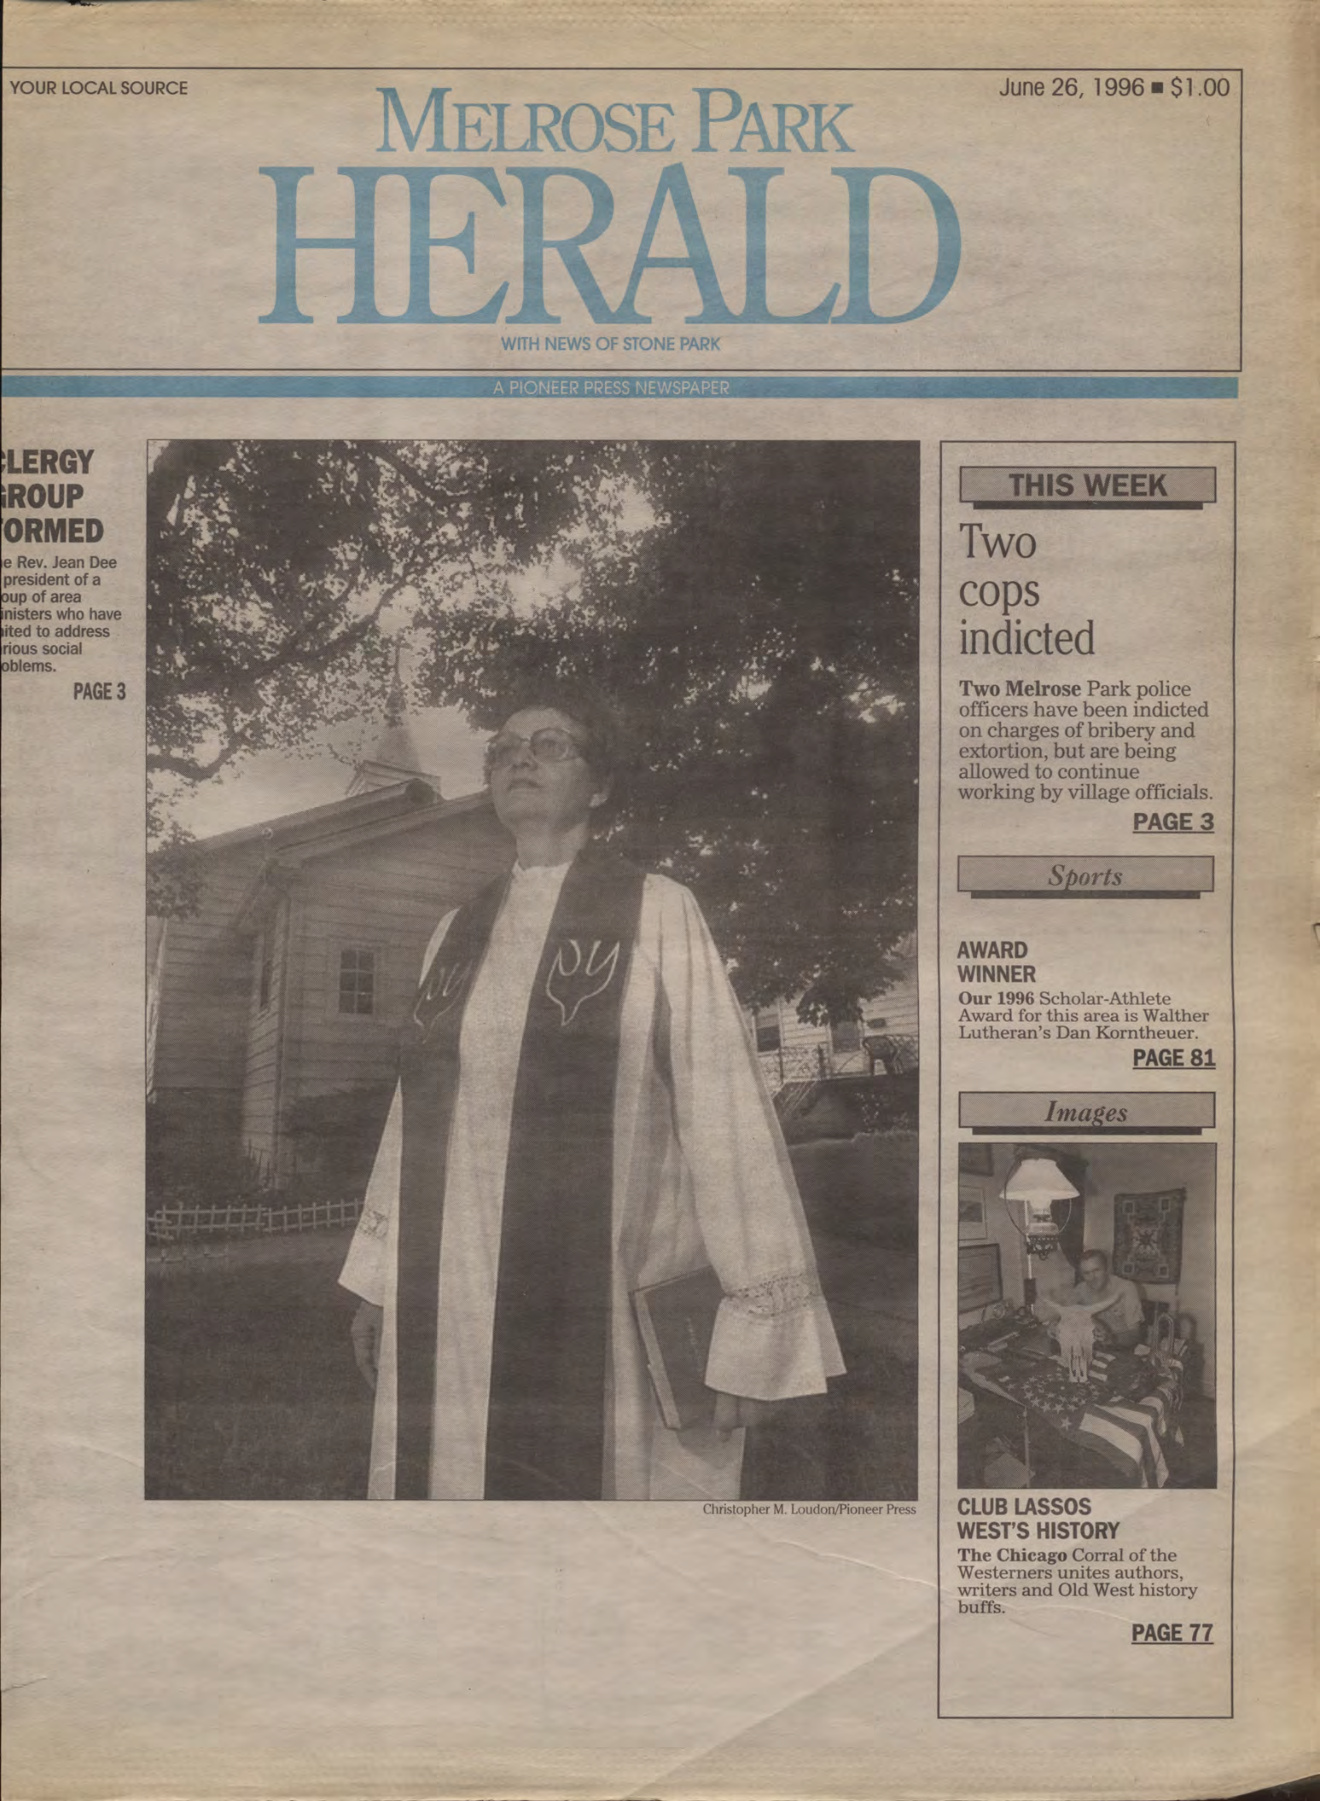 YOUR LOCAL SOURCE
June 26, 1996 ■ $1.00
MELROSE PARK
HERALD
WITH NEWS OF STONE PARK
A PIONEER PRESS NEWSPAPER
LERGY
ROUP
ORMED
e Rev. Jean Dee
president of a
oup of area
inisters who have
ited to address
rious social
oblems.
PAGE 3
Christopher M. Loudon/Pioneer Press
THIS WEEK
Two
cops
indicted
Two Melrose Park police
officers have been indicted
on charges of bribery and
extortion, but are being
allowed to continue
working by village officials.
PAGE 3
Sports
AWARD
WINNER
Our 1996 Scholar-Athlete
Award for this area is Walther
Lutheran's Dan Korntheuer.
PAGE 81
Images
CLUB LASSOS
WEST'S HISTORY
The Chicago Corral of the
Westerners unites authors,
writers and Old West history
buffs.
PAGE 77